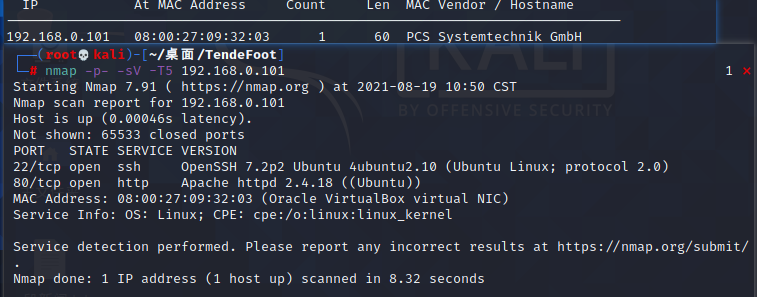 IP At MAC Address Count Len MAC Vendor / Hostname
192.168.0.101 08:00:27:09:32:03 1 60 PCS Systemtechnik GmbH
(root💀kali)-[~/桌面/TendeFoot]
# nmap -p- -sV -T5 192.168.0.101 1 ⨯
Starting Nmap 7.91 ( https://nmap.org ) at 2021-08-19 10:50 CST
Nmap scan report for 192.168.0.101
Host is up (0.00046s latency).
Not shown: 65533 closed ports
PORT STATE SERVICE VERSION
22/tcp open ssh OpenSSH 7.2p2 Ubuntu 4ubuntu2.10 (Ubuntu Linux; protocol 2.0)
80/tcp open http Apache httpd 2.4.18 ((Ubuntu))
MAC Address: 08:00:27:09:32:03 (Oracle VirtualBox virtual NIC)
Service Info: OS: Linux; CPE: cpe:/o:linux:linux_kernel
Service detection performed. Please report any incorrect results at https://nmap.org/submit/
.
Nmap done: 1 IP address (1 host up) scanned in 8.32 seconds
KALI
BY OFFENSIVE SECURITY